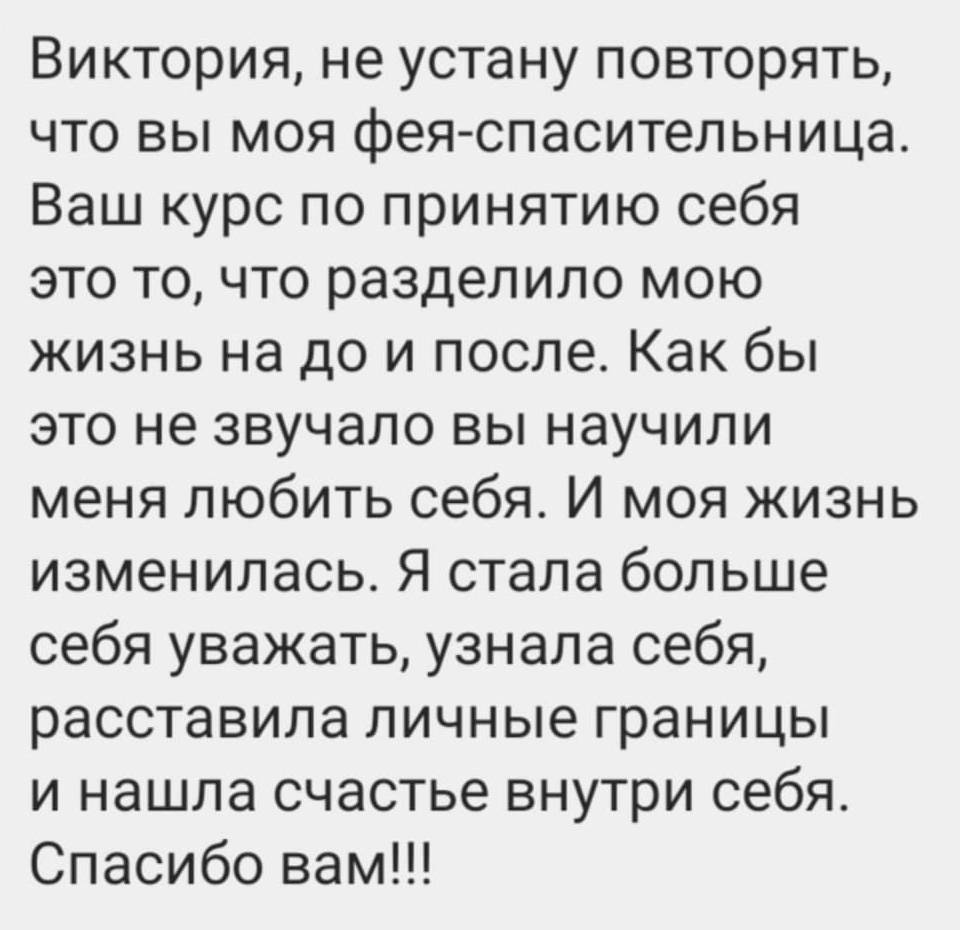 Виктория, не устану повторять,
что вы моя фея-спасительница.
Ваш курс по принятию себя
это то, что разделило мою
жизнь на до и после. Как бы
это не звучало вы научили
меня любить себя. И моя жизнь
изменилась. Я стала больше
себя уважать, узнала себя,
расставила личные границы
и нашла счастье внутри себя.
Спасибо вам!!!